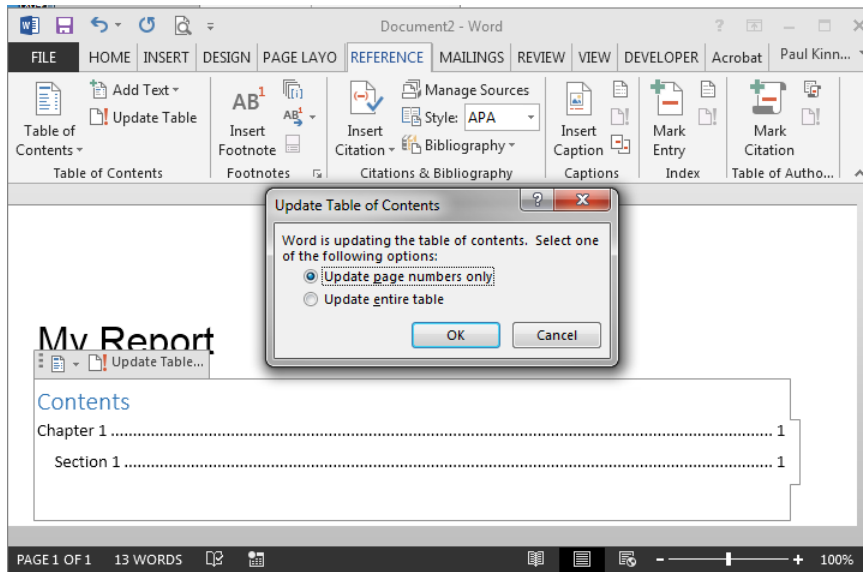 Document2 - Word
FILE HOME INSERT DESIGN PAGE LAYO REFERENCE MAILINGS REVIEW VIEW DEVELOPER Acrobat Paul Kinn...
Table of
Contents
Add Text
Update Table
Table of Contents
AB1
Insert
Footnote
AB1
Footnotes
Insert
Citation
Manage Sources
Style: APA
Bibliography
Citations & Bibliography
Insert
Caption
Captions
Mark
Entry
Index
Mark
Citation
Table of Autho...
Update Table of Contents
Word is updating the table of contents. Select one
of the following options:
Update page numbers only
Update entire table
OK Cancel
My Report
Update Table...
Contents
Chapter 1 ........................................ 1
Section 1 ........................................ 1
PAGE 1 OF 1 13 WORDS 100%